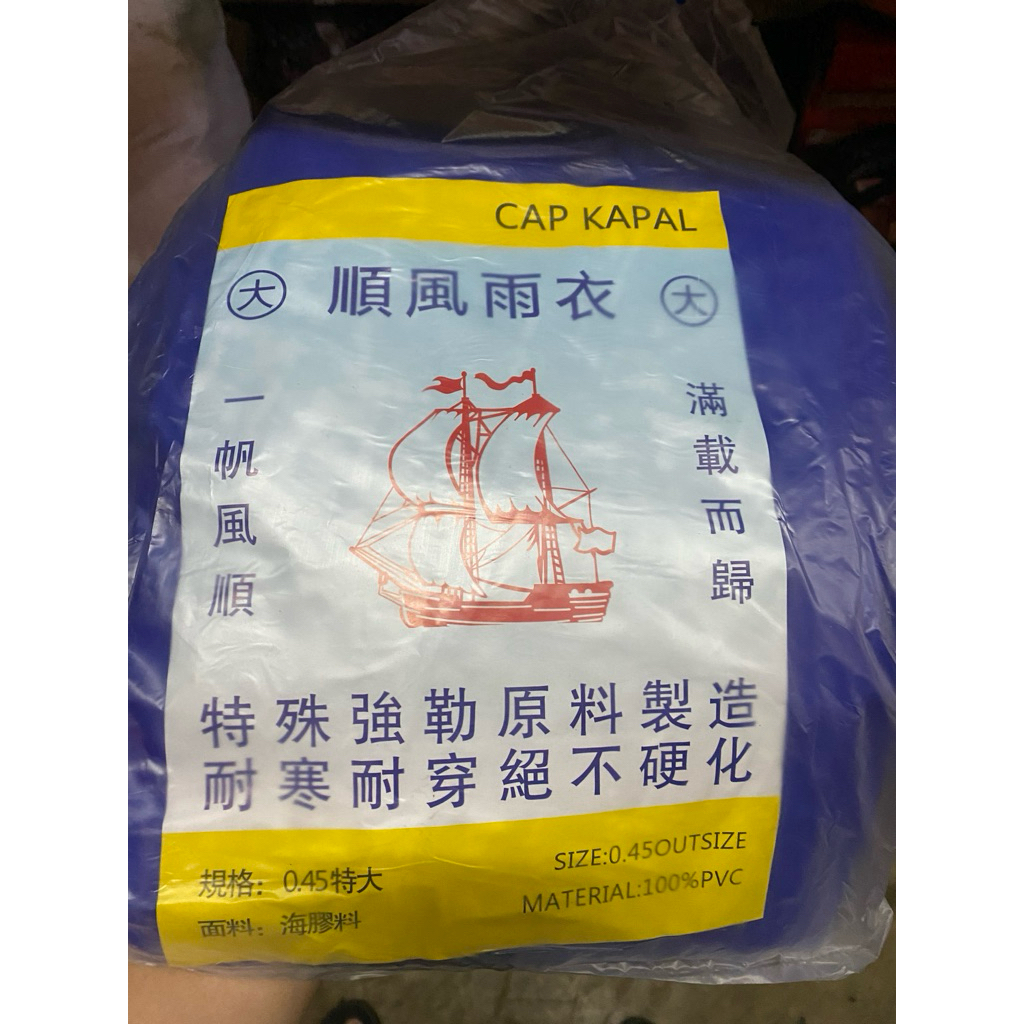 CAP KAPAL
大 順風雨衣 大
一帆風順
滿載而歸
特殊強勒原料製造
耐寒耐穿絕不硬化
規格：0.45特大
面料：海膠料
SIZE:0.45OUTSIZE
MATERIAL:100%PVC